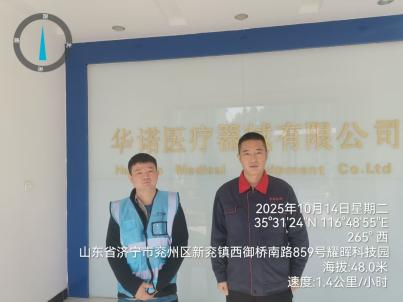 华诺医疗器械有限公司
Medical
Co.Ltd
2025年10月14日星期二
35°31′24″N 116°48′55″E
265° 西
山东省济宁市兖州区新兖镇西御桥南路859号耀晖科技园
海拔:48.0米
速度:1.4公里/小时